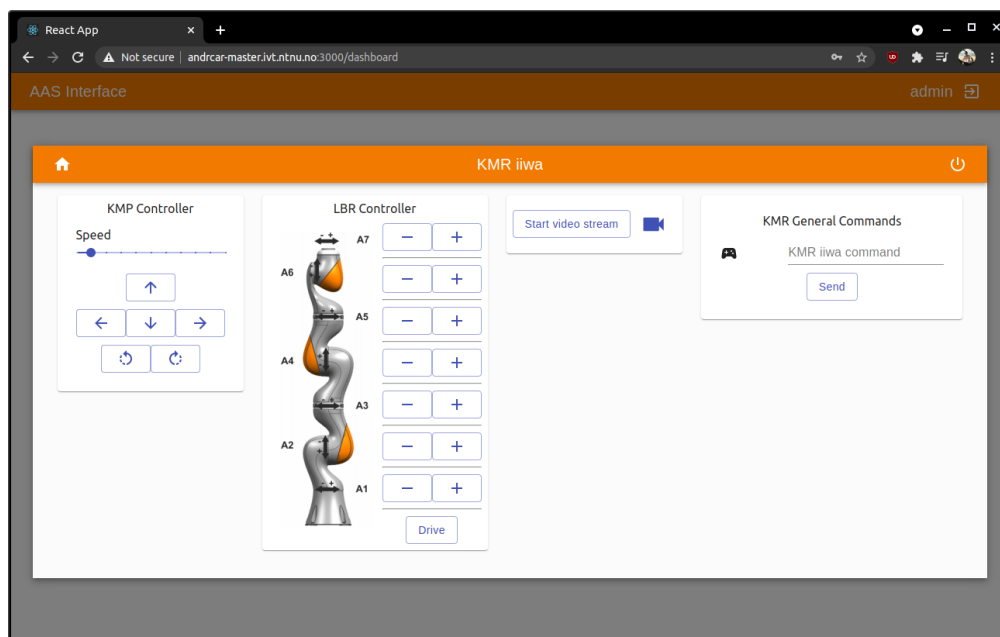 React App
Not secure | andrcar-master.ivt.ntnu.no:3000/dashboard
AAS Interface
admin
KMR iiwa
KMP Controller
Speed
LBR Controller
A7
A6
A5
A4
A3
A2
A1
Drive
Start video stream
KMR General Commands
KMR iiwa command
Send